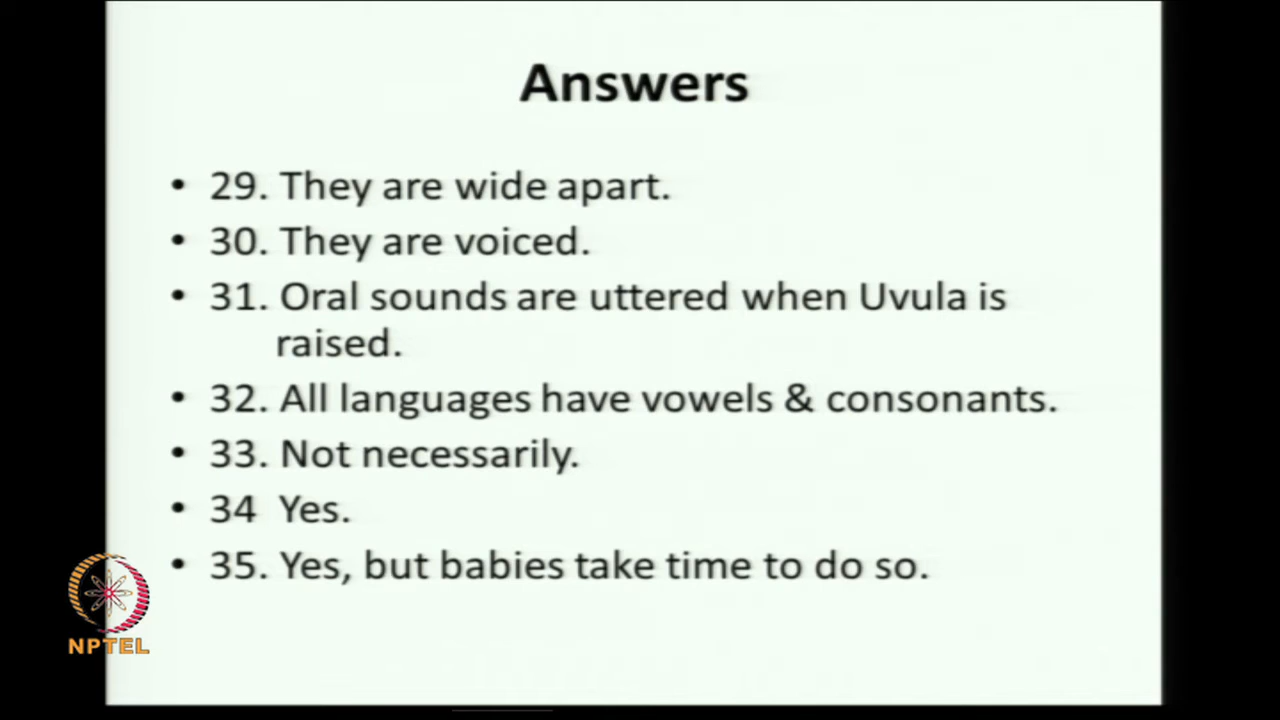 Answers
• 29. They are wide apart.
• 30. They are voiced.
• 31. Oral sounds are uttered when Uvula is
raised.
• 32. All languages have vowels & consonants.
• 33. Not necessarily.
• 34 Yes.
• 35. Yes, but babies take time to do so.
NPTEL